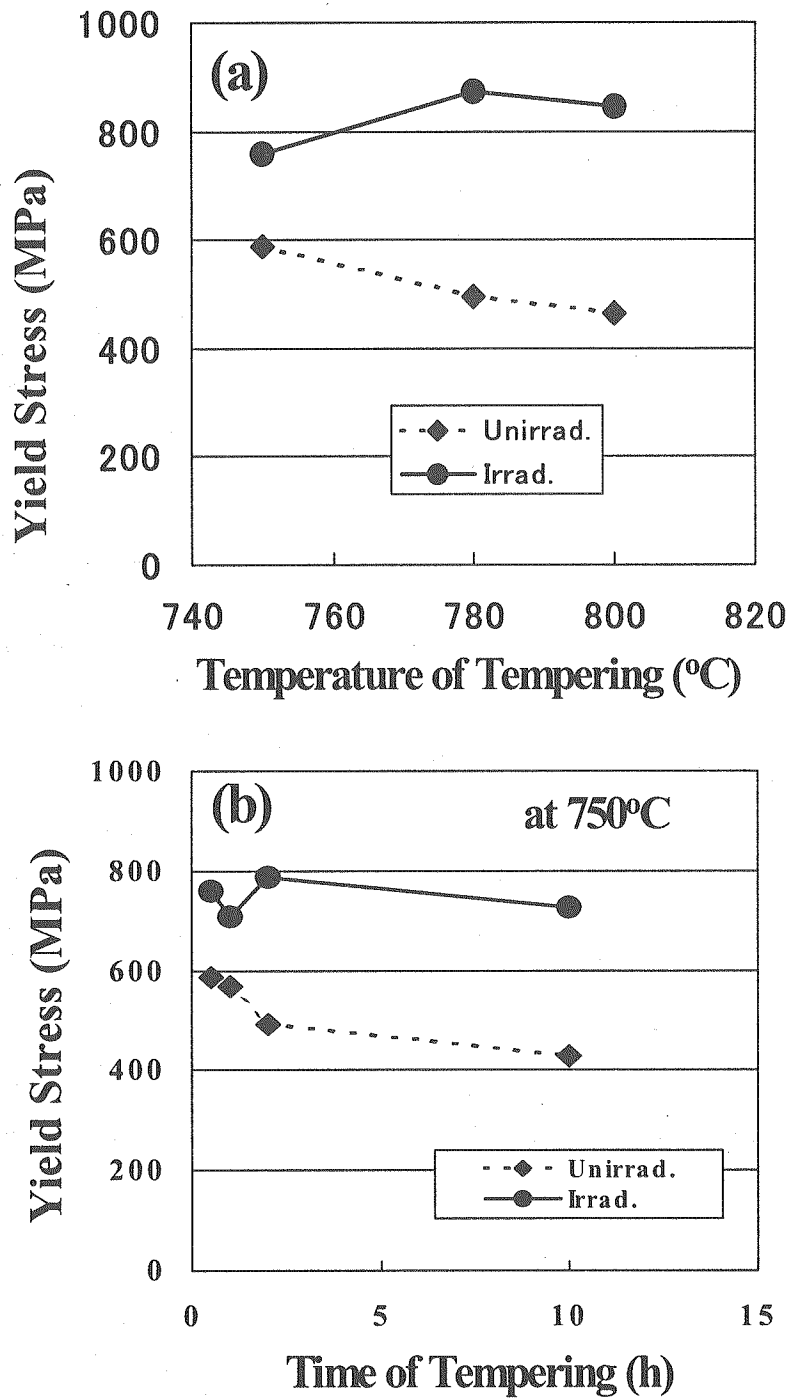 1000
(a)
800
600
400
200
0
Yield Stress (MPa)
Unirrad.
Irrad.
740 760 780 800 820
Temperature of Tempering (ºC)
1000
(b) at 750ºC
800
600
400
200
0
Yield Stress (MPa)
Unirrad.
Irrad.
0 5 10 15
Time of Tempering (h)